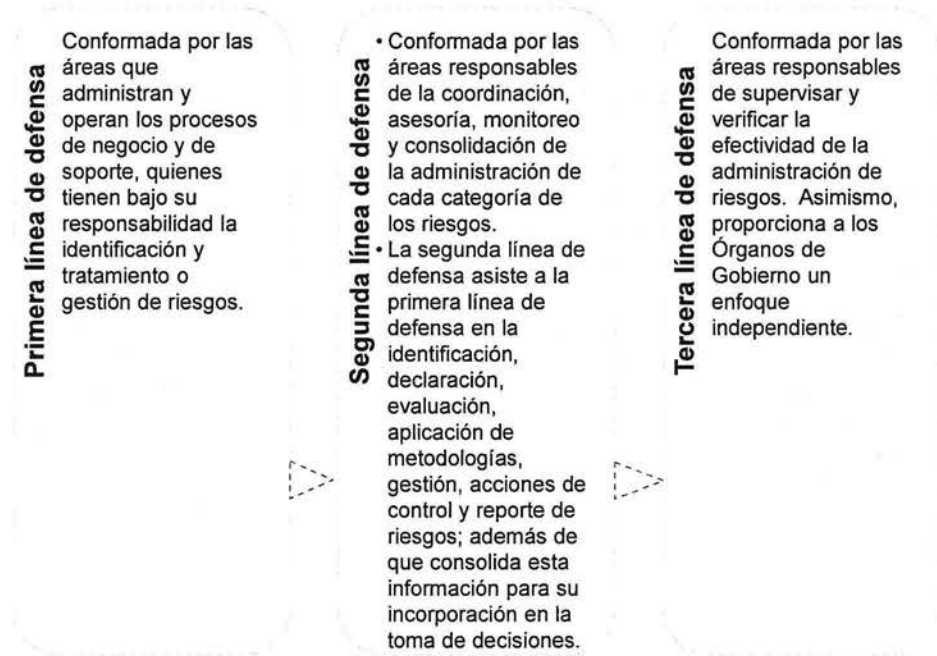 Primera línea de defensa
Conformada por las
áreas que
administran y
operan los procesos
de negocio y de
soporte, quienes
tienen bajo su
responsabilidad la
identificación y
tratamiento o
gestión de riesgos.
Segunda línea de defensa
• Conformada por las
áreas responsables
de la coordinación,
asesoría, monitoreo
y consolidación de
la administración de
cada categoría de
los riesgos.
• La segunda línea de
defensa asiste a la
primera línea de
defensa en la
identificación,
declaración,
evaluación,
aplicación de
metodologías,
gestión, acciones de
control y reporte de
riesgos; además de
que consolida esta
información para su
incorporación en la
toma de decisiones.
Tercera línea de defensa
Conformada por las
áreas responsables
de supervisar y
verificar la
efectividad de la
administración de
riesgos. Asimismo,
proporciona a los
Órganos de
Gobierno un
enfoque
independiente.